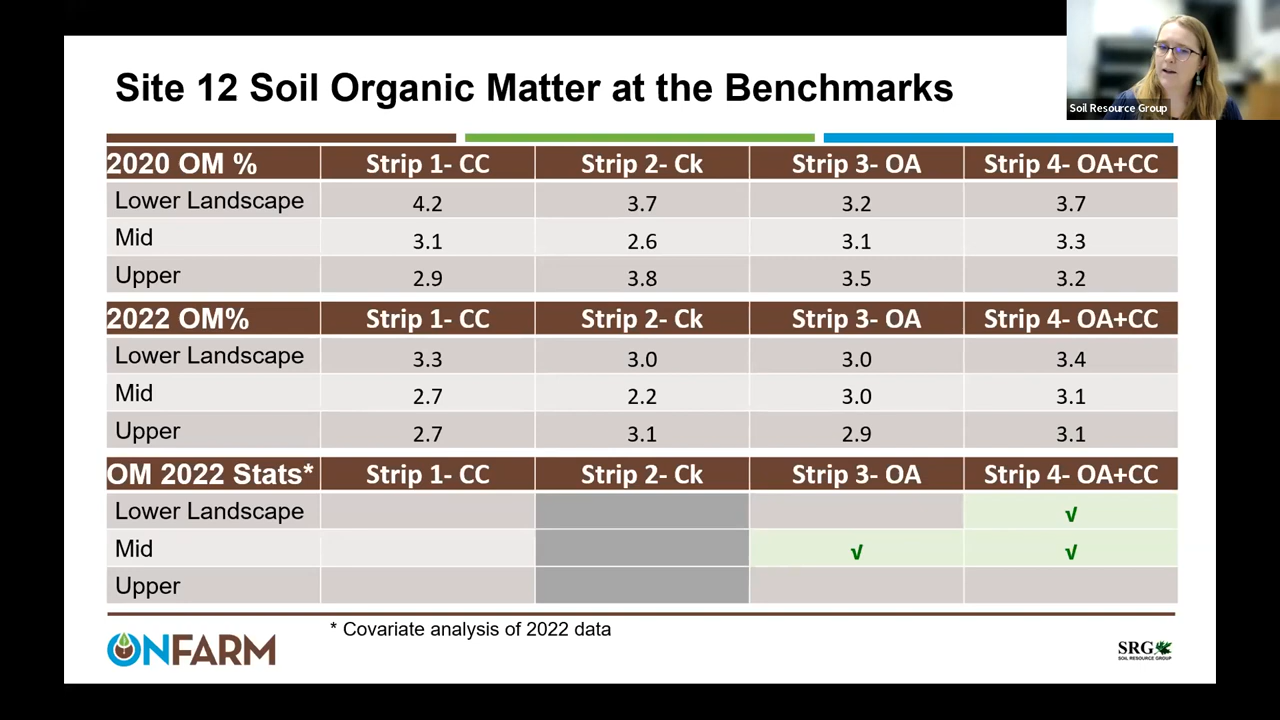 Site 12 Soil Organic Matter at the Benchmarks
Soil Resource Group
2020 OM % Strip 1- CC Strip 2- Ck Strip 3- OA Strip 4- OA+CC
Lower Landscape 4.2 3.7 3.2 3.7
Mid 3.1 2.6 3.1 3.3
Upper 2.9 3.8 3.5 3.2
2022 OM% Strip 1- CC Strip 2- Ck Strip 3- OA Strip 4- OA+CC
Lower Landscape 3.3 3.0 3.0 3.4
Mid 2.7 2.2 3.0 3.1
Upper 2.7 3.1 2.9 3.1
OM 2022 Stats* Strip 1- CC Strip 2- Ck Strip 3- OA Strip 4- OA+CC
Lower Landscape √
Mid √ √
Upper
* Covariate analysis of 2022 data
ONFARM
SRG
SOIL RESOURCE GROUP